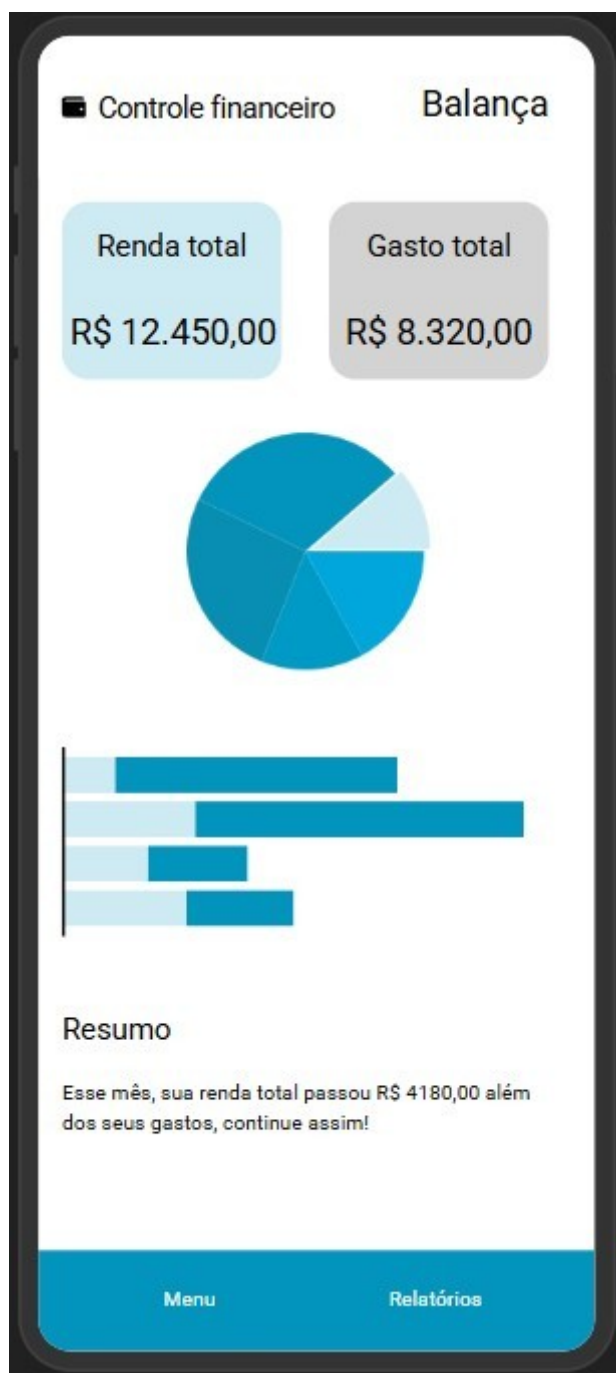 Controle financeiro
Balança
Renda total
R$ 12.450,00
Gasto total
R$ 8.320,00
Resumo
Esse mês, sua renda total passou R$ 4180,00 além
dos seus gastos, continue assim!
Menu
Relatórios